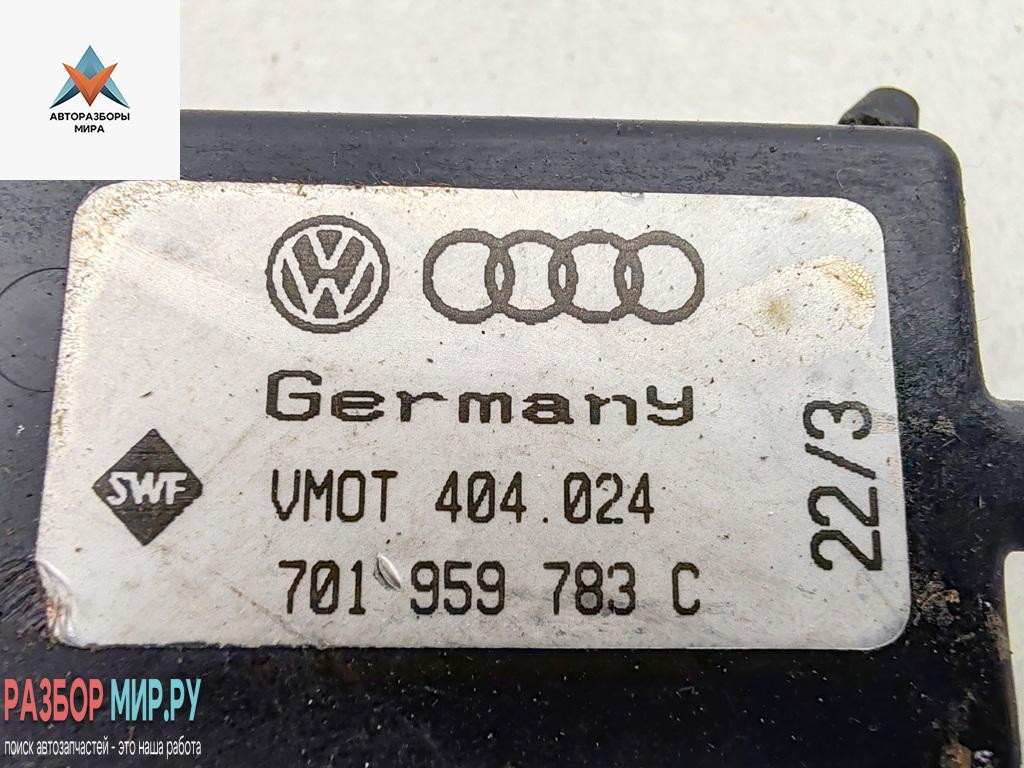 АВТОРАЗБОРЫ
МИРА
VW
Germany
SWF
VMOT 404.024
701 959 783 C
22/3
РАЗБОР МИР.РУ
поиск автозапчастей - это наша работа